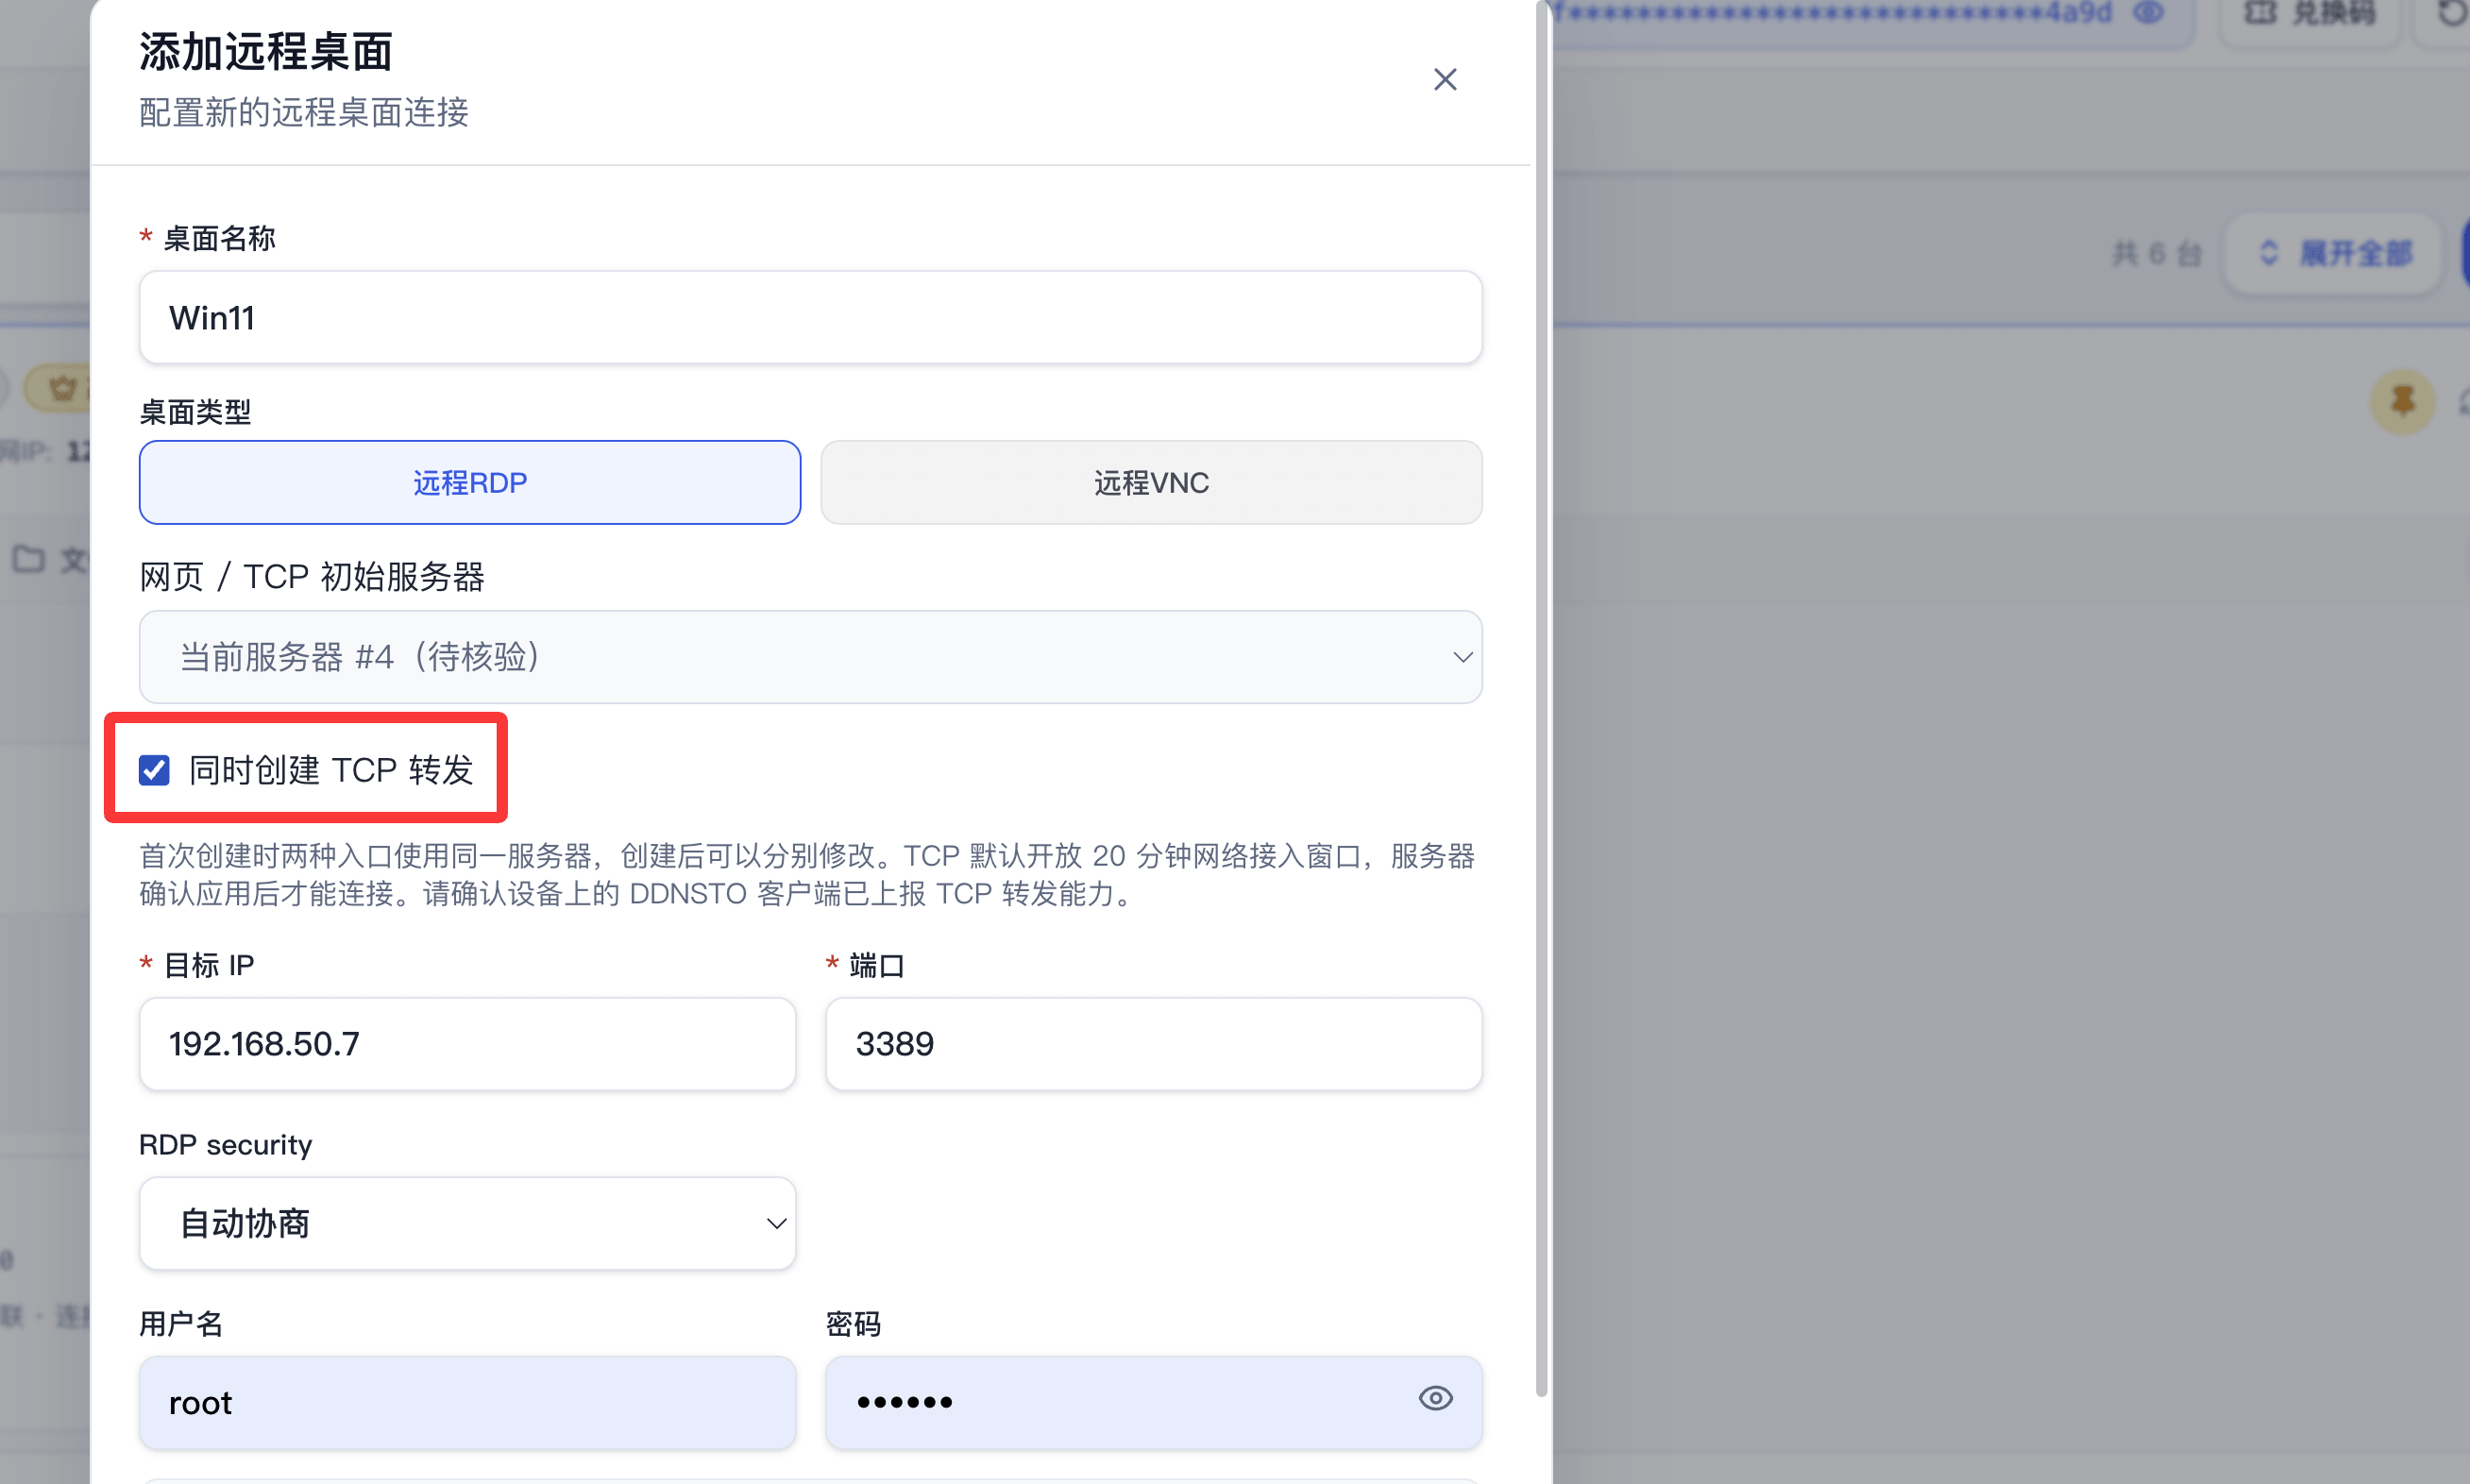 添加远程桌面
配置新的远程桌面连接
* 桌面名称
Win11
桌面类型
远程RDP
远程VNC
网页 / TCP 初始服务器
当前服务器 #4（待核验）
同时创建 TCP 转发
首次创建时两种入口使用同一服务器，创建后可以分别修改。TCP 默认开放 20 分钟网络接入窗口，服务器
确认应用后才能连接。请确认设备上的 DDNSTO 客户端已上报 TCP 转发能力。
* 目标 IP
* 端口
192.168.50.7
3389
RDP security
自动协商
用户名
密码
root
••••••
4a9d
兑换码
共 6 台
展开全部
网IP: